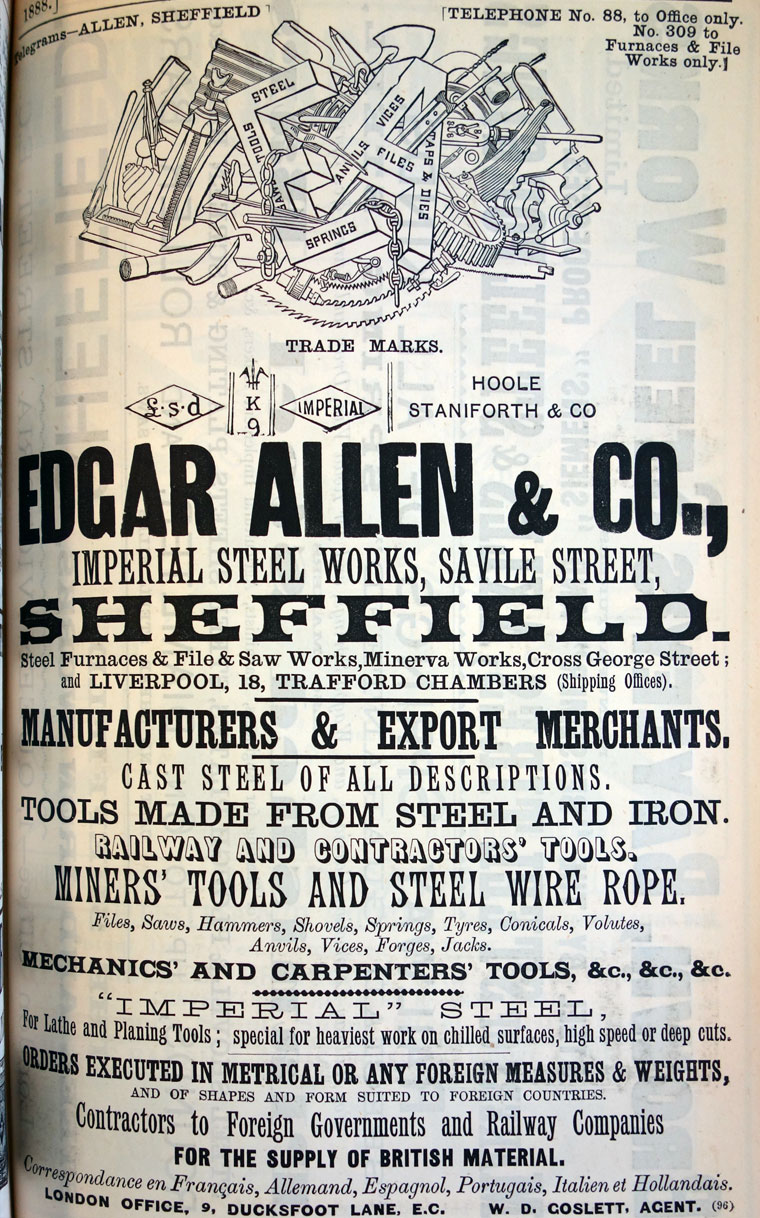 1888.]
Telegrams—ALLEN, SHEFFIELD
[TELEPHONE No. 88, to Office only.
No. 309 to
Furnaces & File
Works only.]
STEEL
TOOLS
SAWS
ANVILS
VICES
FILES
TAPS & DIES
SPRINGS
TRADE MARKS.
£·s·d
K
9
IMPERIAL
HOOLE
STANIFORTH & CO
EDGAR ALLEN & CO.,
IMPERIAL STEEL WORKS, SAVILE STREET,
SHEFFIELD.
Steel Furnaces & File & Saw Works, Minerva Works, Cross George Street;
and LIVERPOOL, 18, TRAFFORD CHAMBERS (Shipping Offices).
MANUFACTURERS & EXPORT MERCHANTS.
CAST STEEL OF ALL DESCRIPTIONS.
TOOLS MADE FROM STEEL AND IRON.
RAILWAY AND CONTRACTORS' TOOLS.
MINERS' TOOLS AND STEEL WIRE ROPE.
Files, Saws, Hammers, Shovels, Springs, Tyres, Conicals, Volutes,
Anvils, Vices, Forges, Jacks.
MECHANICS' AND CARPENTERS' TOOLS, &c., &c., &c.
"IMPERIAL" STEEL,
For Lathe and Planing Tools; special for heaviest work on chilled surfaces, high speed or deep cuts.
ORDERS EXECUTED IN METRICAL OR ANY FOREIGN MEASURES & WEIGHTS,
AND OF SHAPES AND FORM SUITED TO FOREIGN COUNTRIES.
Contractors to Foreign Governments and Railway Companies
FOR THE SUPPLY OF BRITISH MATERIAL.
Correspondance en Français, Allemand, Espagnol, Portugais, Italien et Hollandais.
LONDON OFFICE, 9, DUCKSFOOT LANE, E.C. W. D. COSLETT, AGENT. (96)